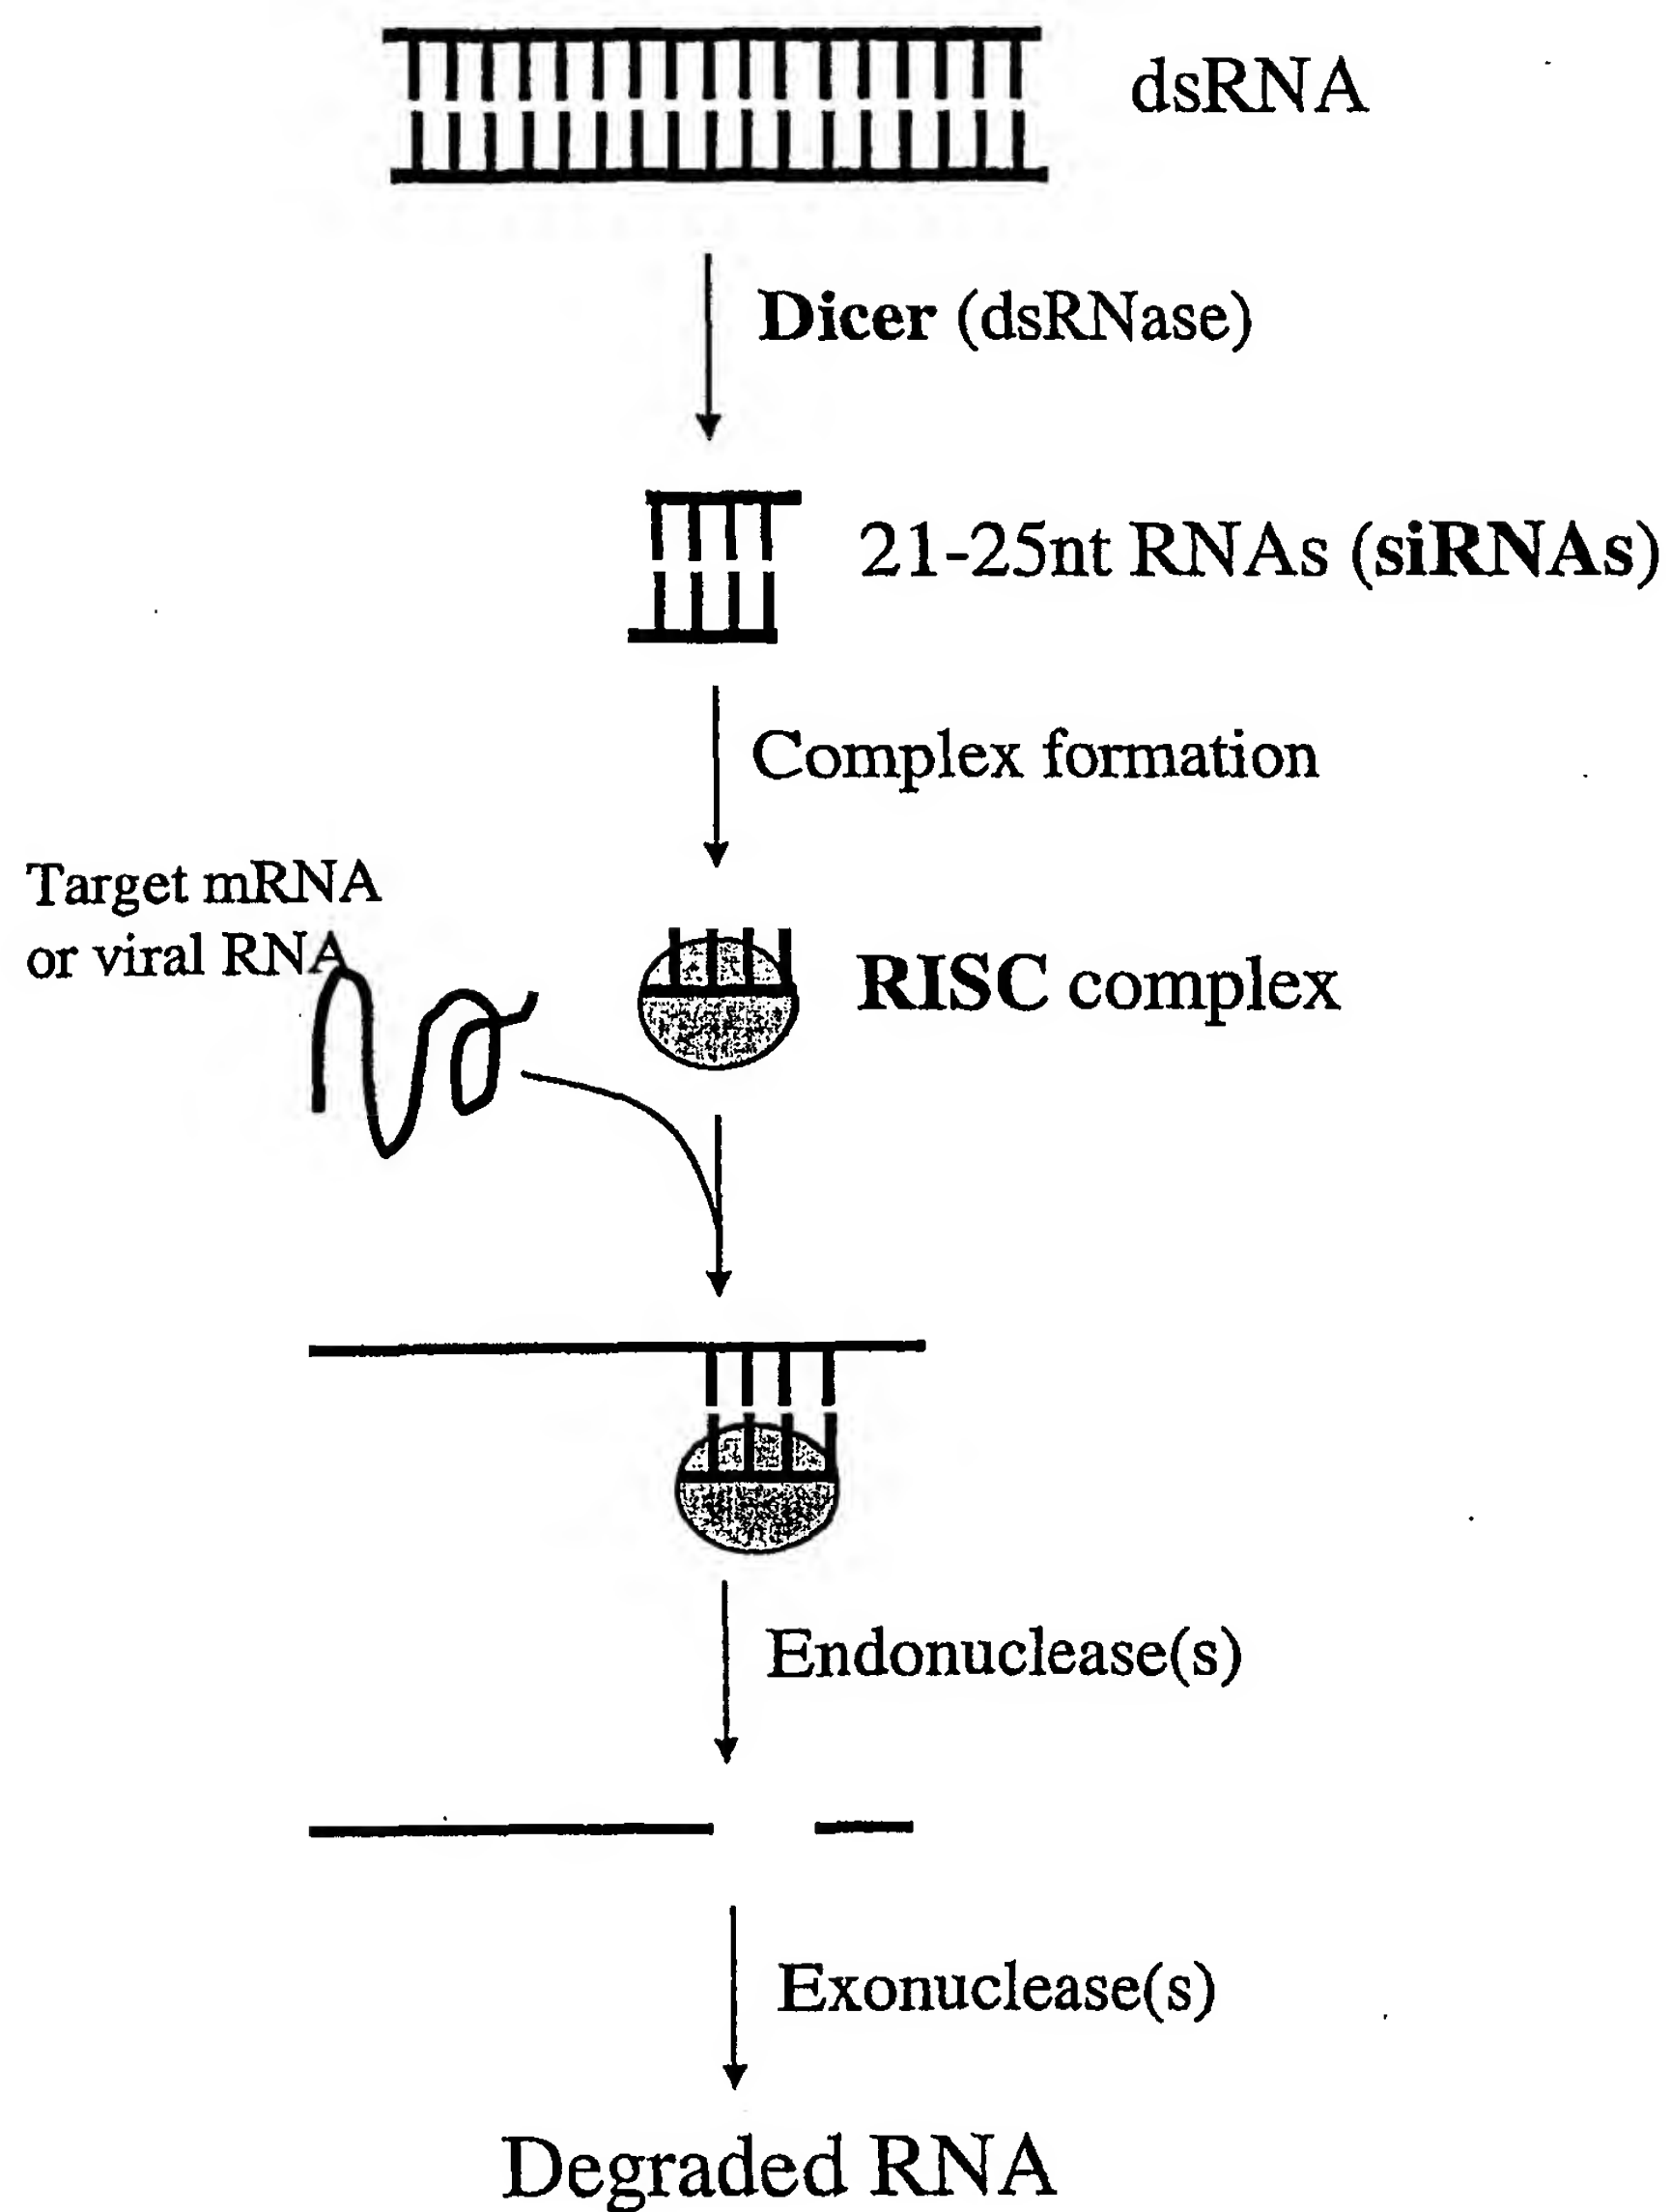 dsRNA
Dicer (dsRNase)
21-25nt RNAs (siRNAs)
Complex formation
Target mRNA
or viral RNA
RISC complex
Endonuclease(s)
Exonuclease(s)
Degraded RNA